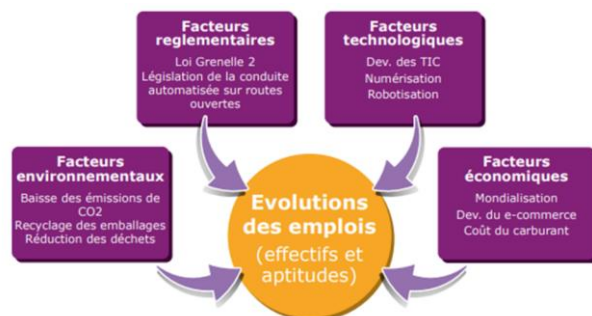 Facteurs
reglementaires
Loi Grenelle 2
Législation de la conduite
automatisée sur routes
ouvertes
Facteurs
technologiques
Dev. des TIC
Numérisation
Robotisation
Facteurs
environnementaux
Baisse des émissions de
CO2
Recyclage des emballages
Réduction des déchets
Evolutions
des emplois
(effectifs et
aptitudes)
Facteurs
économiques
Mondialisation
Dev. du e-commerce
Coût du carburant